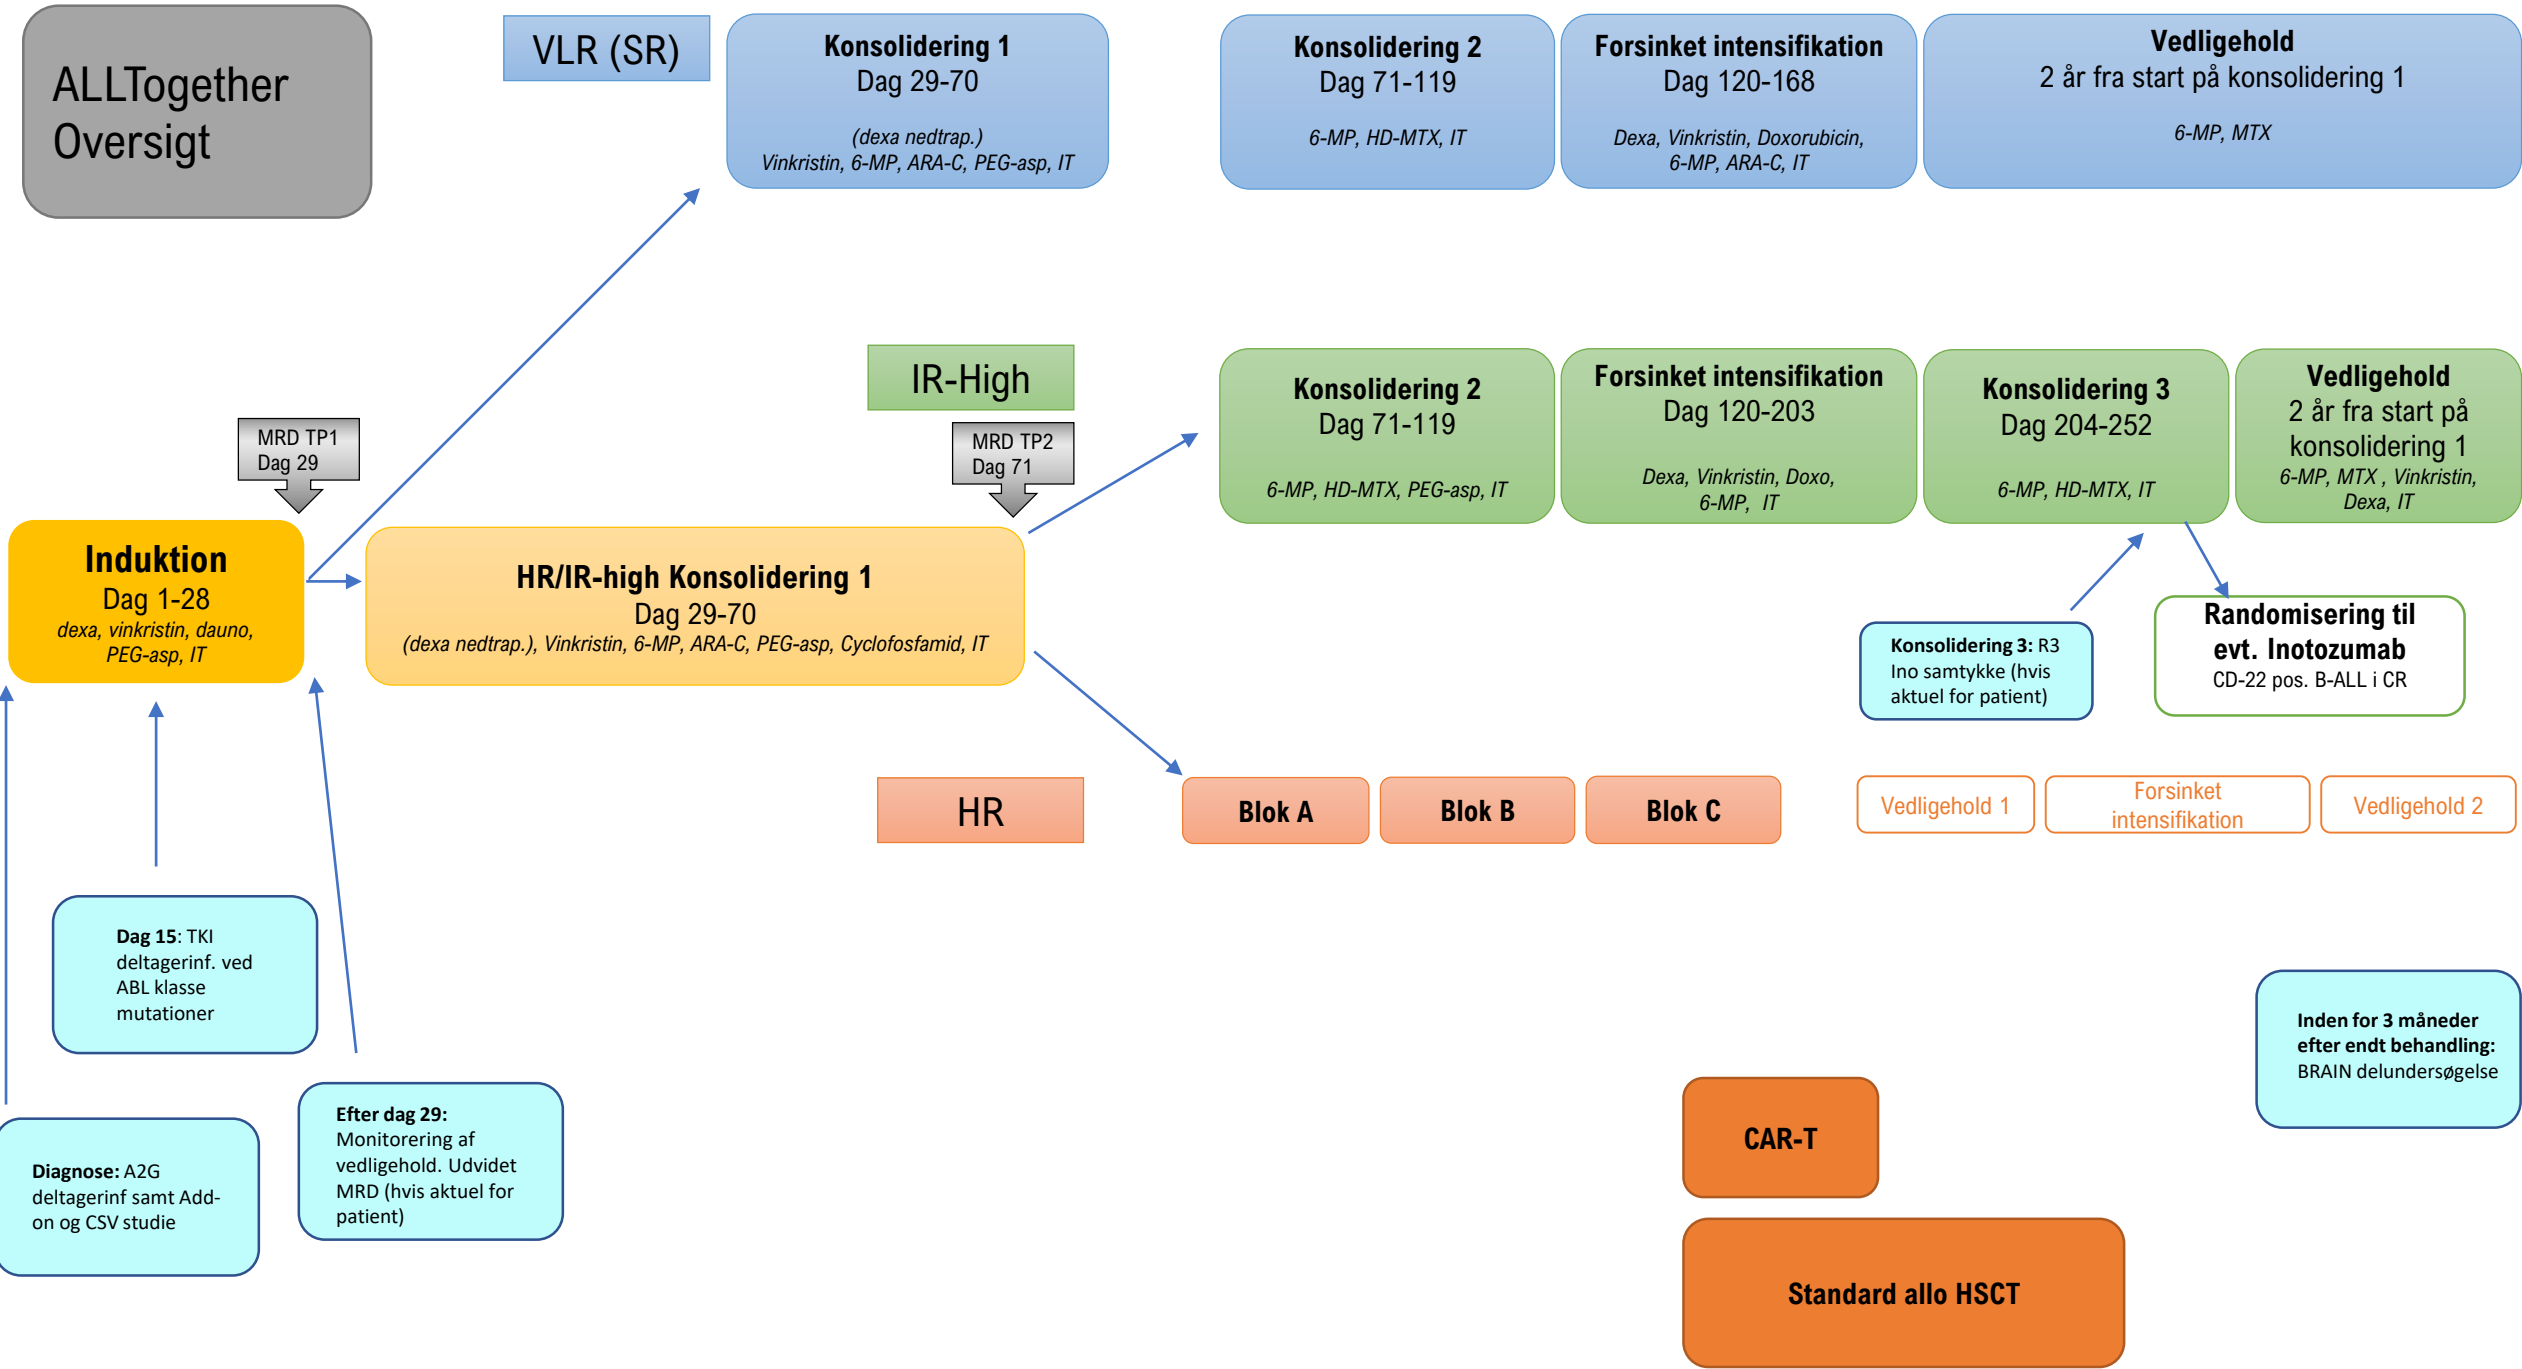 ALLTogether
Oversigt
VLR (SR)
Konsolidering 1
Dag 29-70
(dexa nedtrap.)
Vinkristin, 6-MP, ARA-C, PEG-asp, IT
Konsolidering 2
Dag 71-119
6-MP, HD-MTX, IT
Forsinket intensifikation
Dag 120-168
Dexa, Vinkristin, Doxorubicin,
6-MP, ARA-C, IT
Vedligehold
2 år fra start på konsolidering 1
6-MP, MTX
IR-High
MRD TP1
Dag 29
MRD TP2
Dag 71
Konsolidering 2
Dag 71-119
6-MP, HD-MTX, PEG-asp, IT
Forsinket intensifikation
Dag 120-203
Dexa, Vinkristin, Doxo,
6-MP, IT
Konsolidering 3
Dag 204-252
6-MP, HD-MTX, IT
Vedligehold
2 år fra start på
konsolidering 1
6-MP, MTX , Vinkristin,
Dexa, IT
Induktion
Dag 1-28
dexa, vinkristin, dauno,
PEG-asp, IT
HR/IR-high Konsolidering 1
Dag 29-70
(dexa nedtrap.), Vinkristin, 6-MP, ARA-C, PEG-asp, Cyclofosfamid, IT
Konsolidering 3: R3
Ino samtykke (hvis
aktuel for patient)
Randomisering til
evt. Inotozumab
CD-22 pos. B-ALL i CR
HR
Blok A
Blok B
Blok C
Vedligehold 1
Forsinket
intensifikation
Vedligehold 2
Dag 15: TKI
deltagerinf. ved
ABL klasse
mutationer
Inden for 3 måneder
efter endt behandling:
BRAIN delundersøgelse
Efter dag 29:
Monitorering af
vedligehold. Udvidet
MRD (hvis aktuel for
patient)
Diagnose: A2G
deltagerinf samt Add-
on og CSV studie
CAR-T
Standard allo HSCT